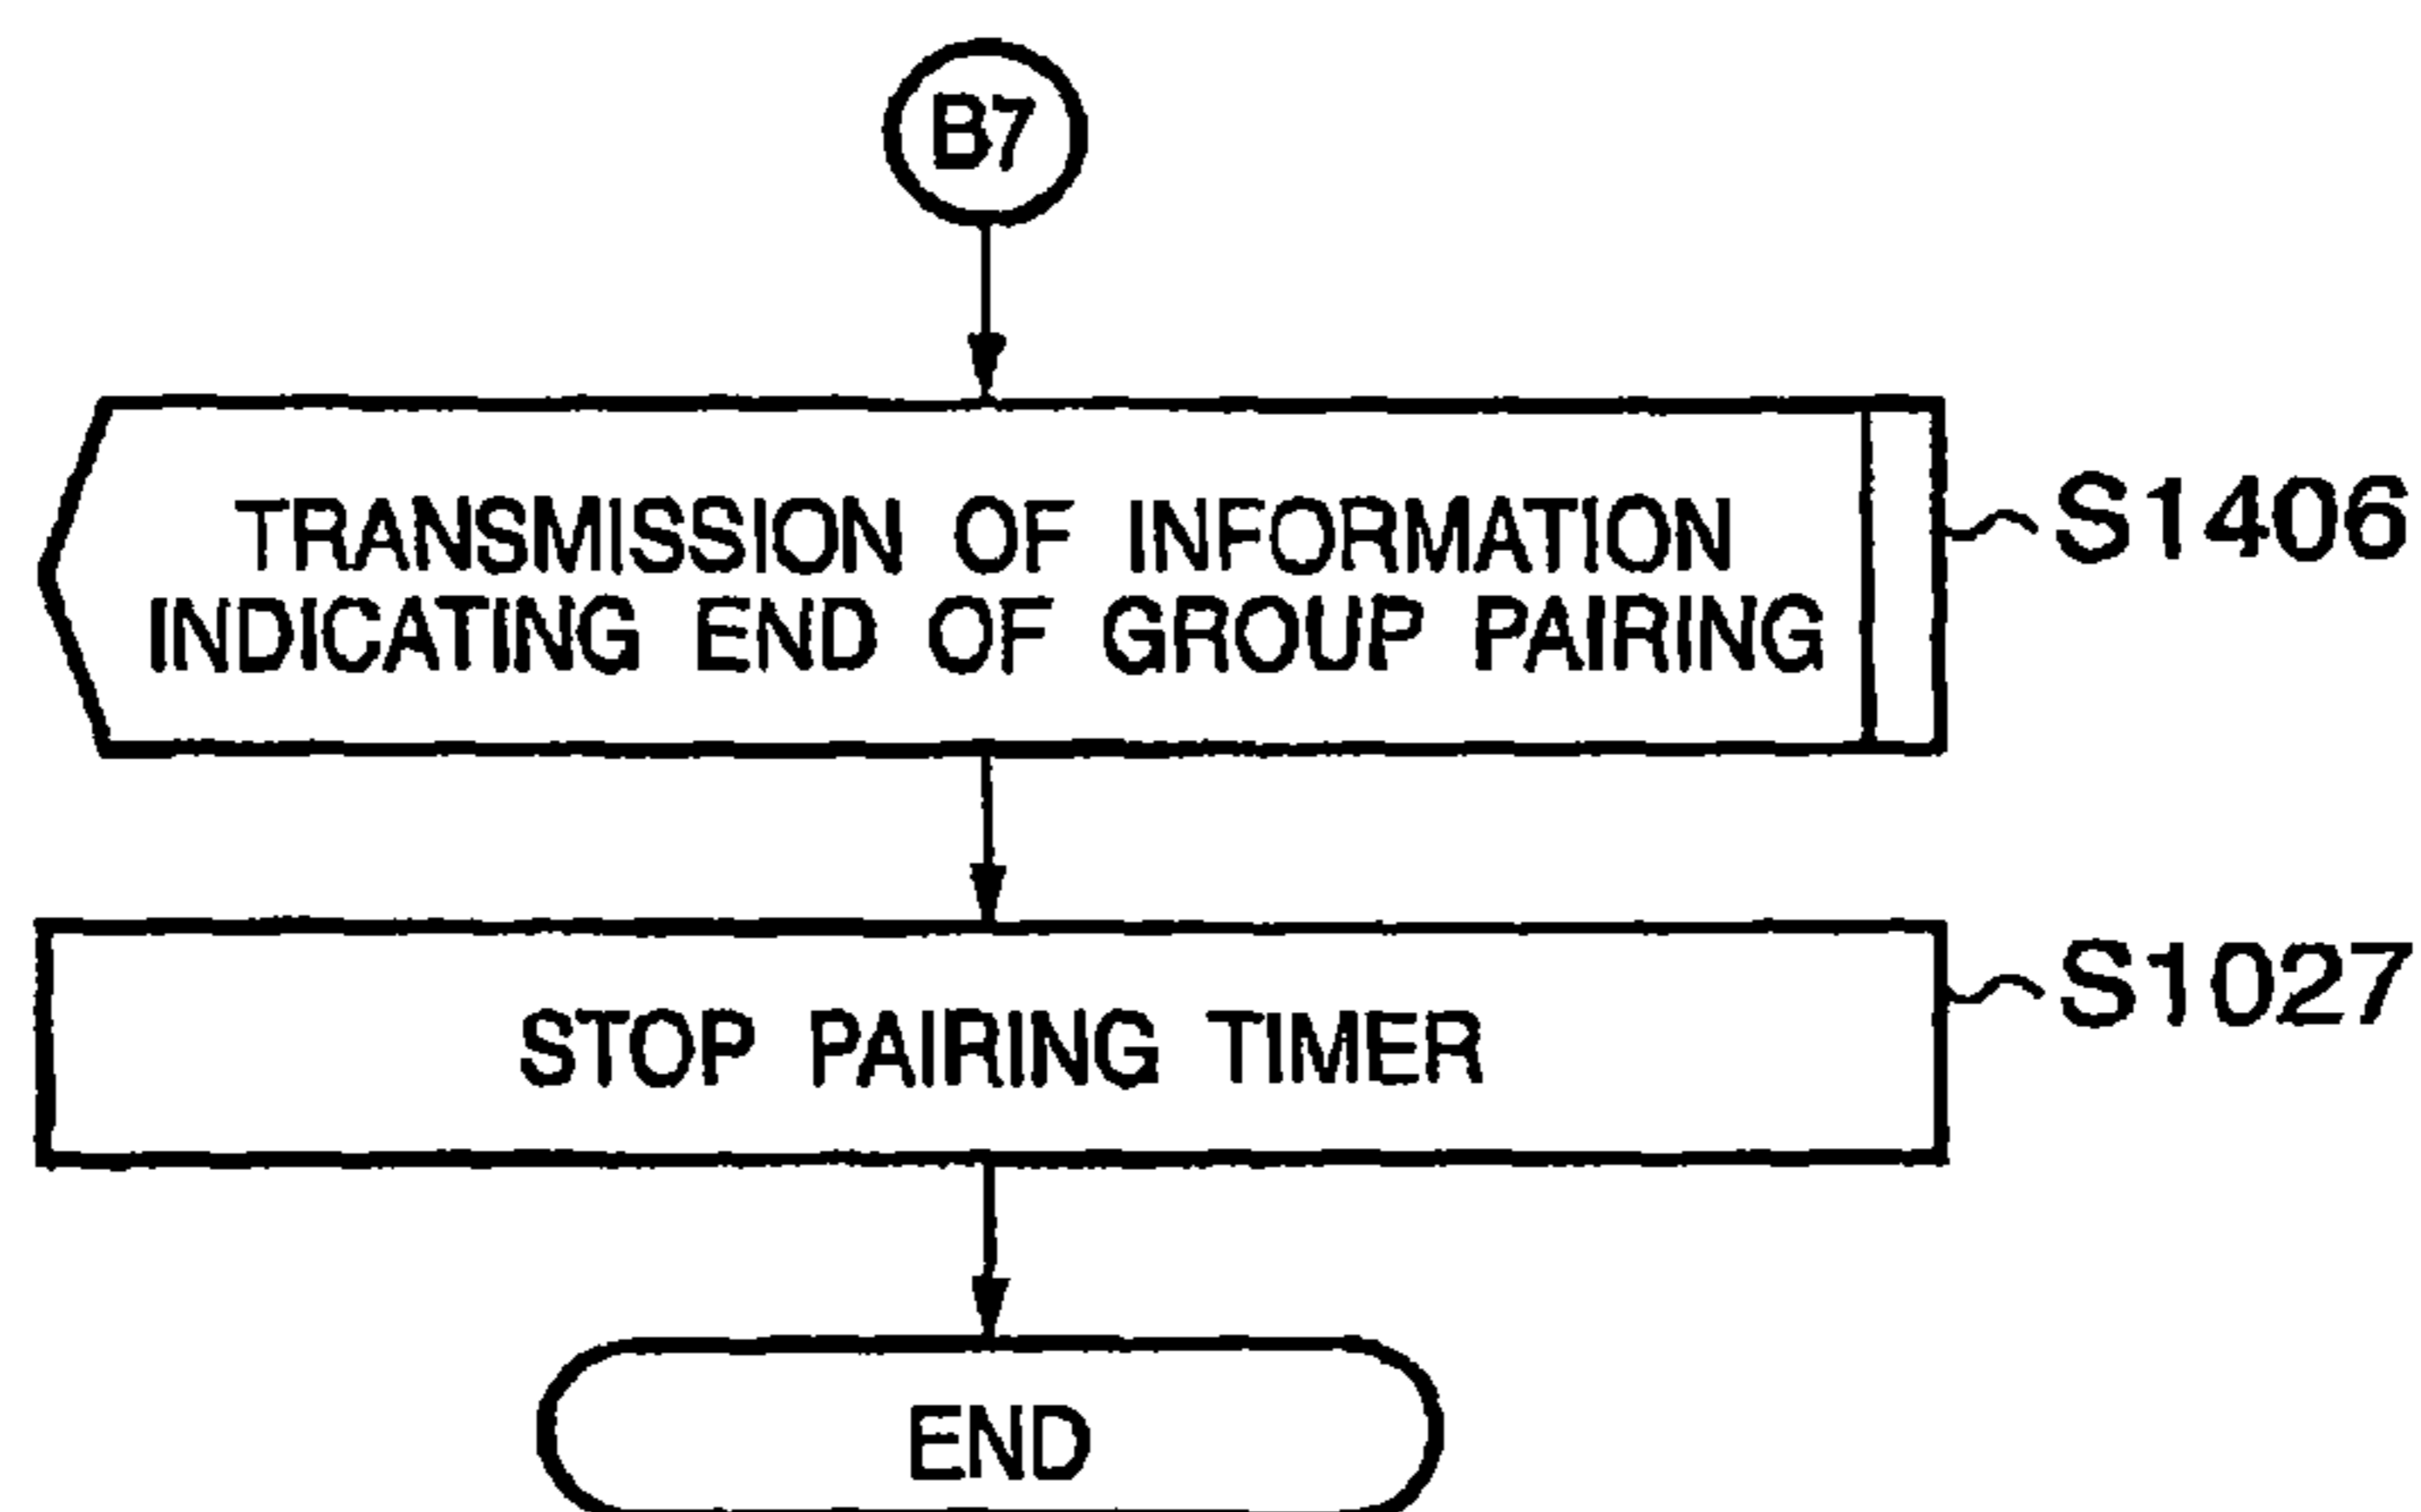 B7
TRANSMISSION OF INFORMATION
INDICATING END OF GROUP PAIRING
S1406
STOP PAIRING TIMER
S1027
END